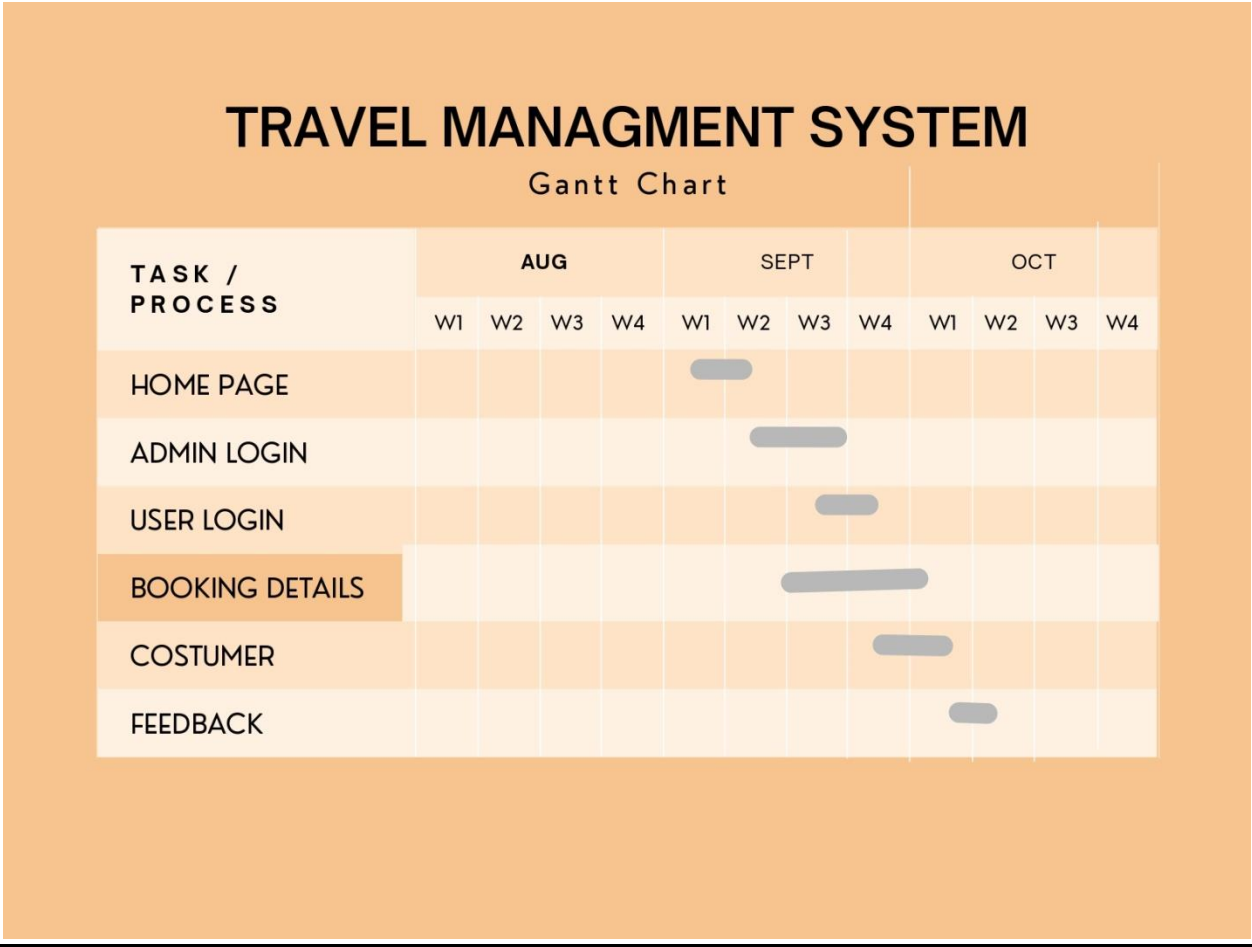 TRAVEL MANAGMENT SYSTEM
Gantt Chart
TASK /
PROCESS
AUG SEPT OCT
W1 W2 W3 W4 W1 W2 W3 W4 W1 W2 W3 W4
HOME PAGE
ADMIN LOGIN
USER LOGIN
BOOKING DETAILS
COSTUMER
FEEDBACK